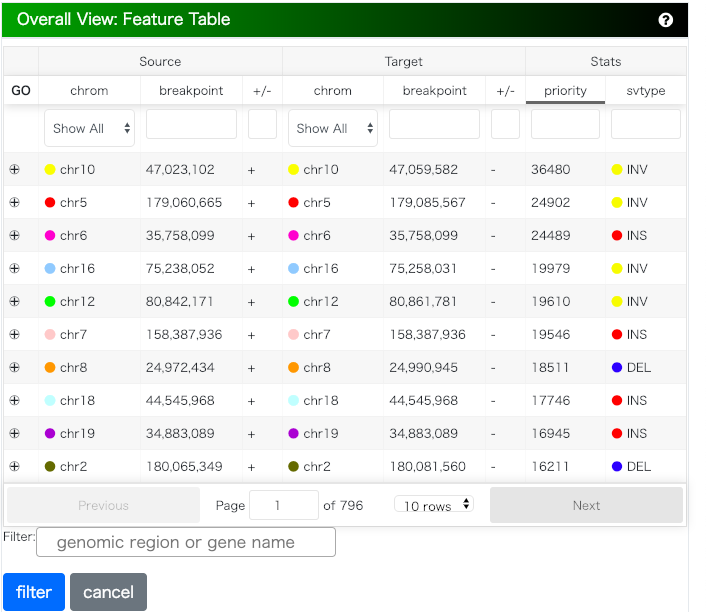 Overall View: Feature Table ?
Source Target Stats
GO chrom breakpoint +/- chrom breakpoint +/- priority svtype
Show All Show All
chr10 47,023,102 + chr10 47,059,582 - 36480 INV
chr5 179,060,665 + chr5 179,085,567 - 24902 INV
chr6 35,758,099 + chr6 35,758,099 - 24489 INS
chr16 75,238,052 + chr16 75,258,031 - 19979 INV
chr12 80,842,171 + chr12 80,861,781 - 19610 INV
chr7 158,387,936 + chr7 158,387,936 - 19546 INS
chr8 24,972,434 + chr8 24,990,945 - 18511 DEL
chr18 44,545,968 + chr18 44,545,968 - 17746 INS
chr19 34,883,089 + chr19 34,883,089 - 16945 INS
chr2 180,065,349 + chr2 180,081,560 - 16211 DEL
Previous Page 1 of 796 10 rows Next
Filter: genomic region or gene name
filter cancel